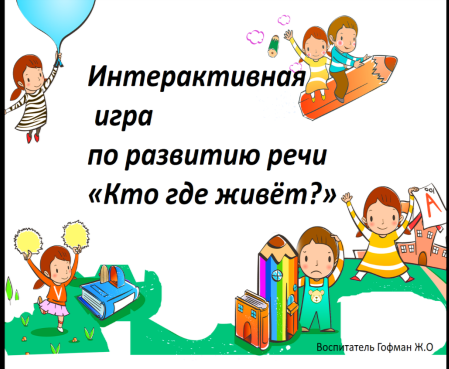 Интерактивная
игра
по развитию речи
«Кто где живёт?»
A
Воспитатель Гофман Ж.О